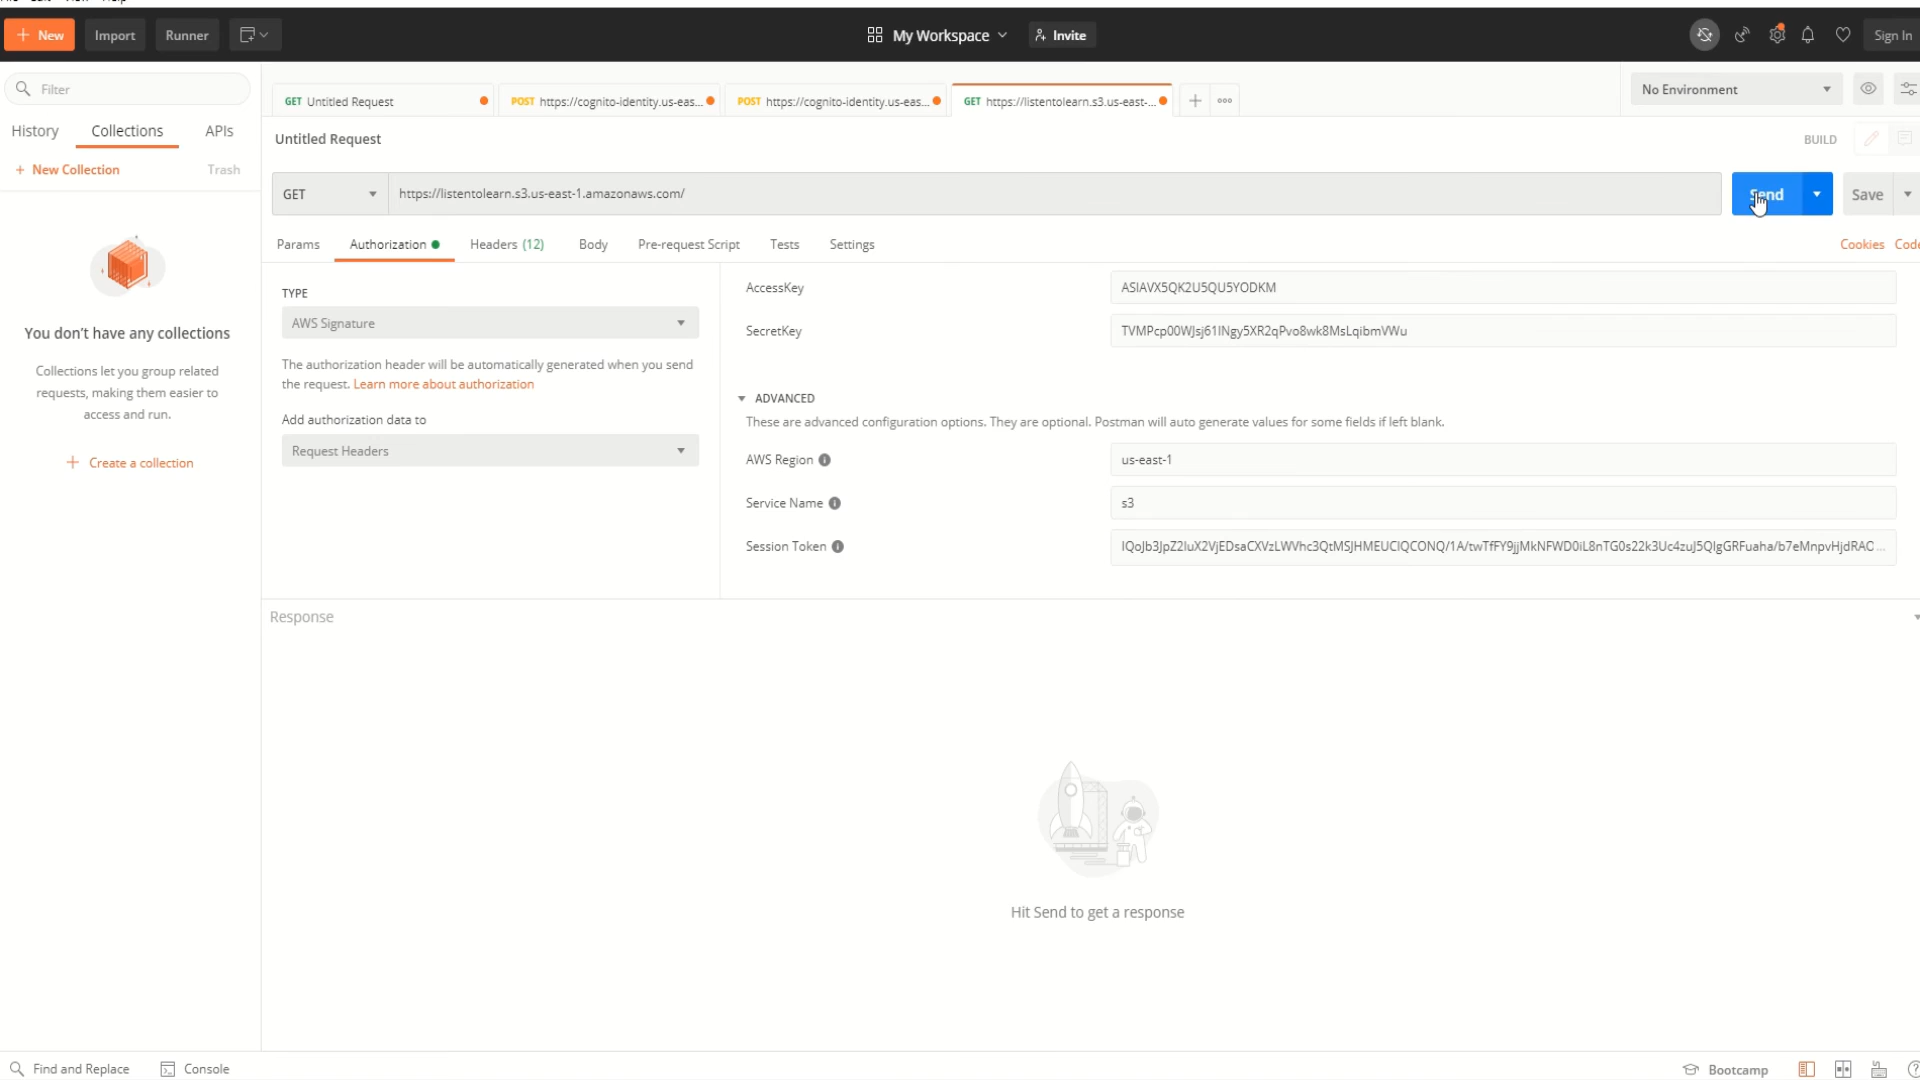 New
Import
Runner
My Workspace
Invite
Sign In
Filter
History
Collections
APIs
+ New Collection
Trash
You don't have any collections
Collections let you group related
requests, making them easier to
access and run.
+ Create a collection
GET Untitled Request
POST https://cognito-identity.us-eas...
POST https://cognito-identity.us-eas...
GET https://listentolearn.s3.us-east-...
No Environment
Untitled Request
BUILD
GET
https://listentolearn.s3.us-east-1.amazonaws.com/
Send
Save
Params
Authorization
Headers (12)
Body
Pre-request Script
Tests
Settings
Cookies
Code
TYPE
AWS Signature
The authorization header will be automatically generated when you send
the request. Learn more about authorization
Add authorization data to
Request Headers
AccessKey
ASIAVX5QK2U5QU5YODKM
SecretKey
ADVANCED
These are advanced configuration options. They are optional. Postman will auto generate values for some fields if left blank.
AWS Region
us-east-1
Service Name
s3
Session Token
Response
Hit Send to get a response
Find and Replace
Console
Bootcamp